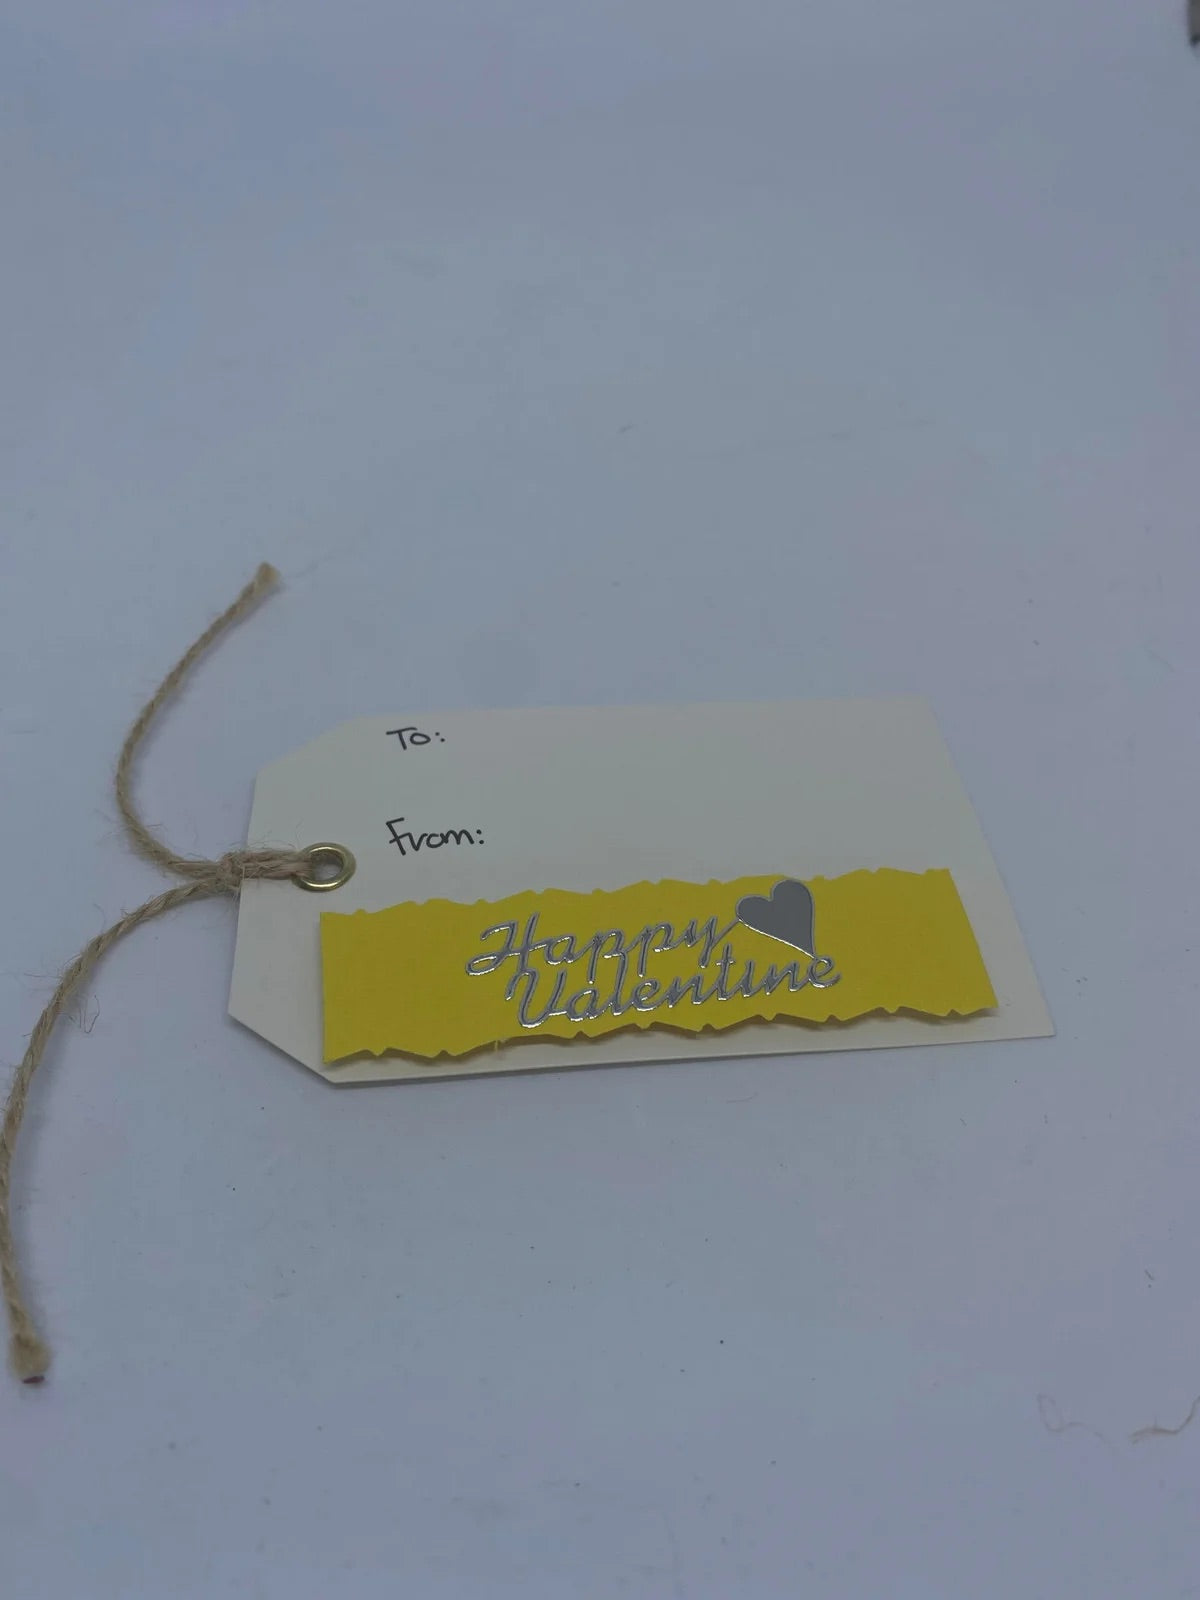 To:
From:
Happy
Valentine